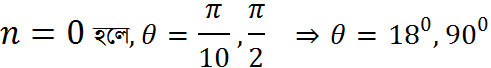 n = 0 হলে, θ = π/10, π/2 ⇒ θ = 18⁰, 90⁰